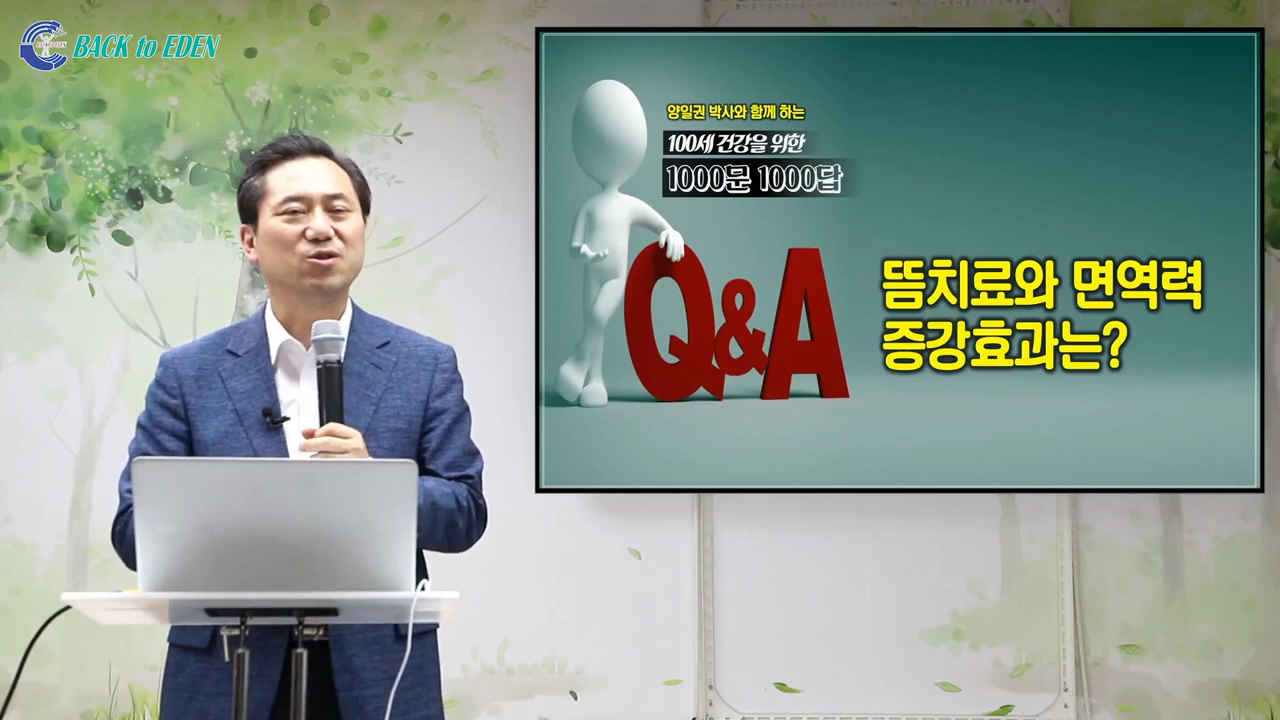 BACK to EDEN
양일권 박사와 함께 하는
100세 건강을 위한
1000문 1000답
Q&A
뜸치료와 면역력
증강효과는?